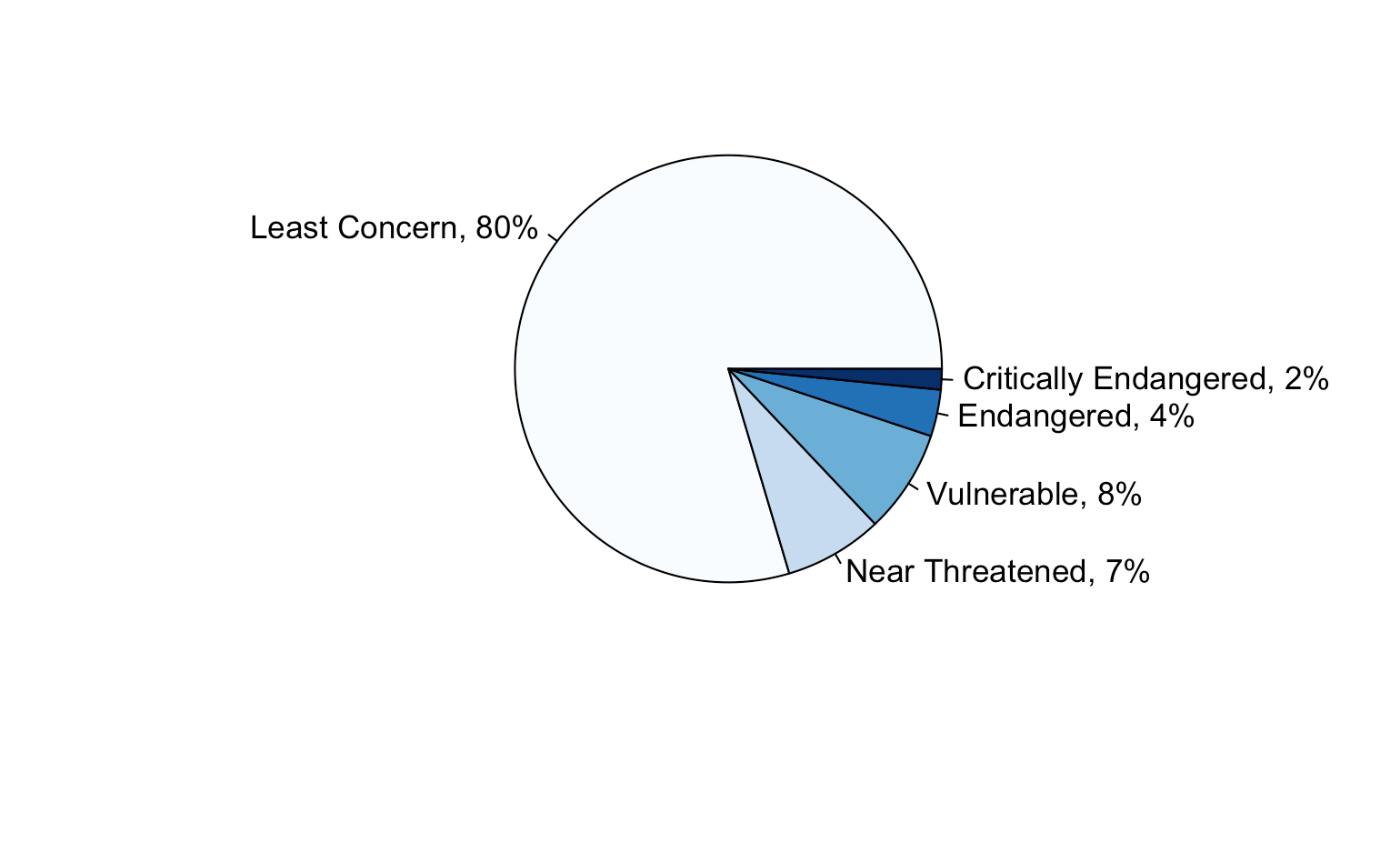 Least Concern, 80%
Critically Endangered, 2%
Endangered, 4%
Vulnerable, 8%
Near Threatened, 7%